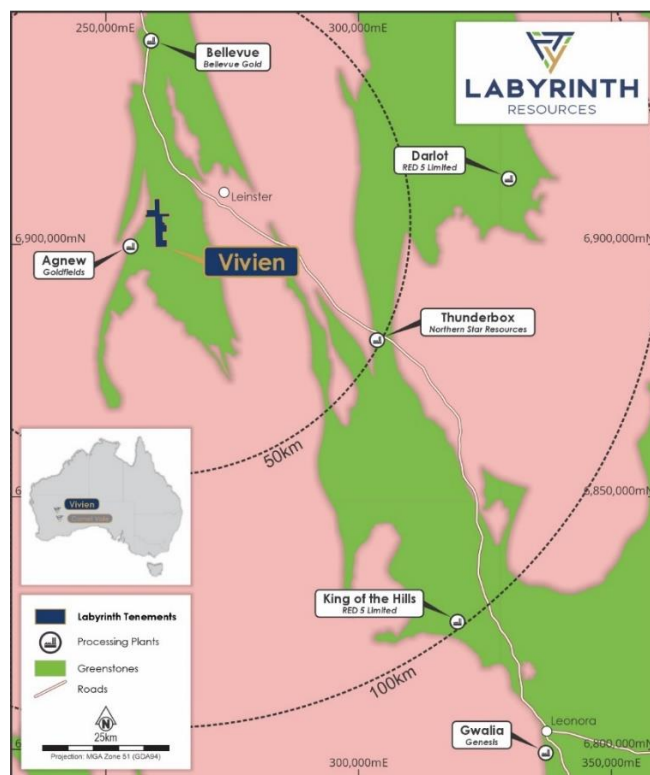 250,000mE
300,000mE
LABYRINTH
RESOURCES
Bellevue
Bellevue Gold
Darlot
RED 5 Limited
Leinster
6,900,000mN
6,900,000mN
Agnew
Goldfields
Vivien
Thunderbox
Northern Star Resources
50km
6,850,000mN
Vivien
King of the Hills
RED 5 Limited
100km
Labyrinth Tenements
Processing Plants
Greenstones
Roads
N
25km
Projection: MGA Zone 51 (GDA94)
Leonora
Gwalia
Genesis
6,800,000mN
300,000mE
350,000mE